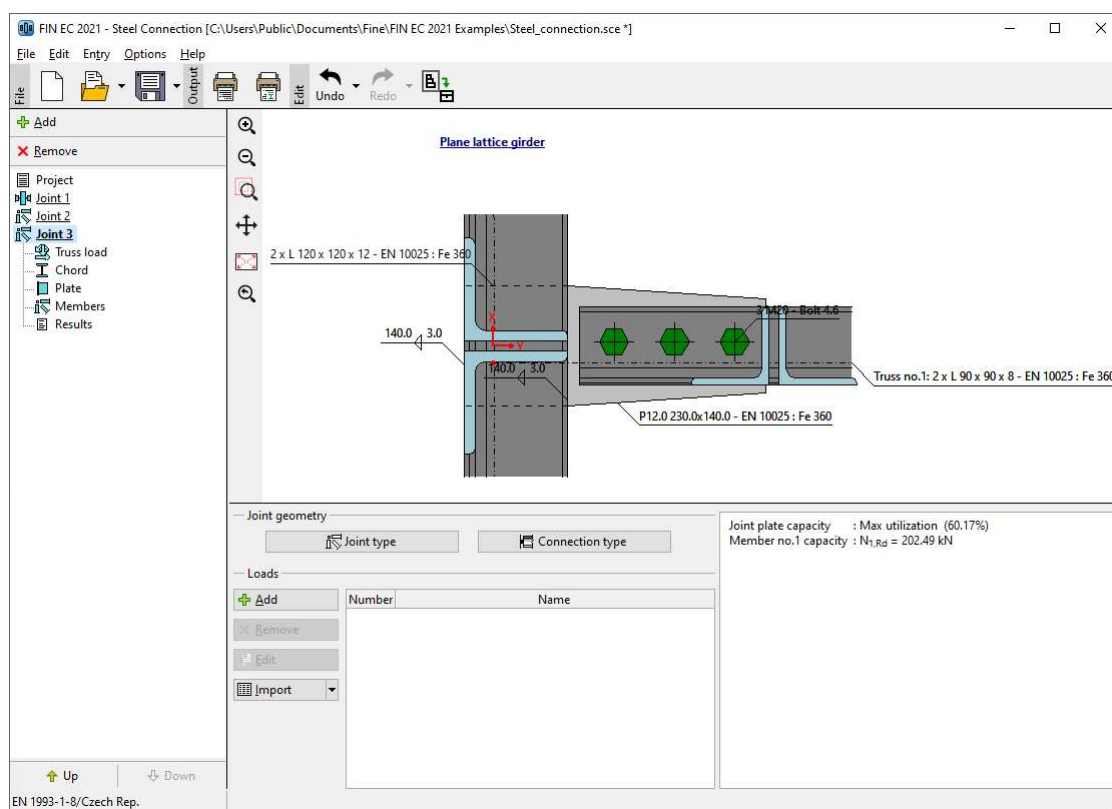 FIN EC 2021 - Steel Connection [C:\Users\Public\Documents\Fine\FIN EC 2021 Examples\Steel_connection.sce *]
File Edit Entry Options Help
File
Output
Edit
Undo
Redo
Add
Remove
Project
Joint 1
Joint 2
Joint 3
Truss load
Chord
Plate
Members
Results
Plane lattice girder
2 x L 120 x 120 x 12 - EN 10025 : Fe 360
3 M20 - Bolt 4.6
140.0 3.0
X
Y
140.0 3.0
Truss no.1: 2 x L 90 x 90 x 8 - EN 10025 : Fe 360
P12.0 230.0x140.0 - EN 10025 : Fe 360
Joint geometry
Joint type
Connection type
Loads
Add
Remove
Edit
Import
Number Name
Joint plate capacity : Max utilization (60.17%)
Member no.1 capacity : N1,Rd = 202.49 kN
Up
Down
EN 1993-1-8/Czech Rep.